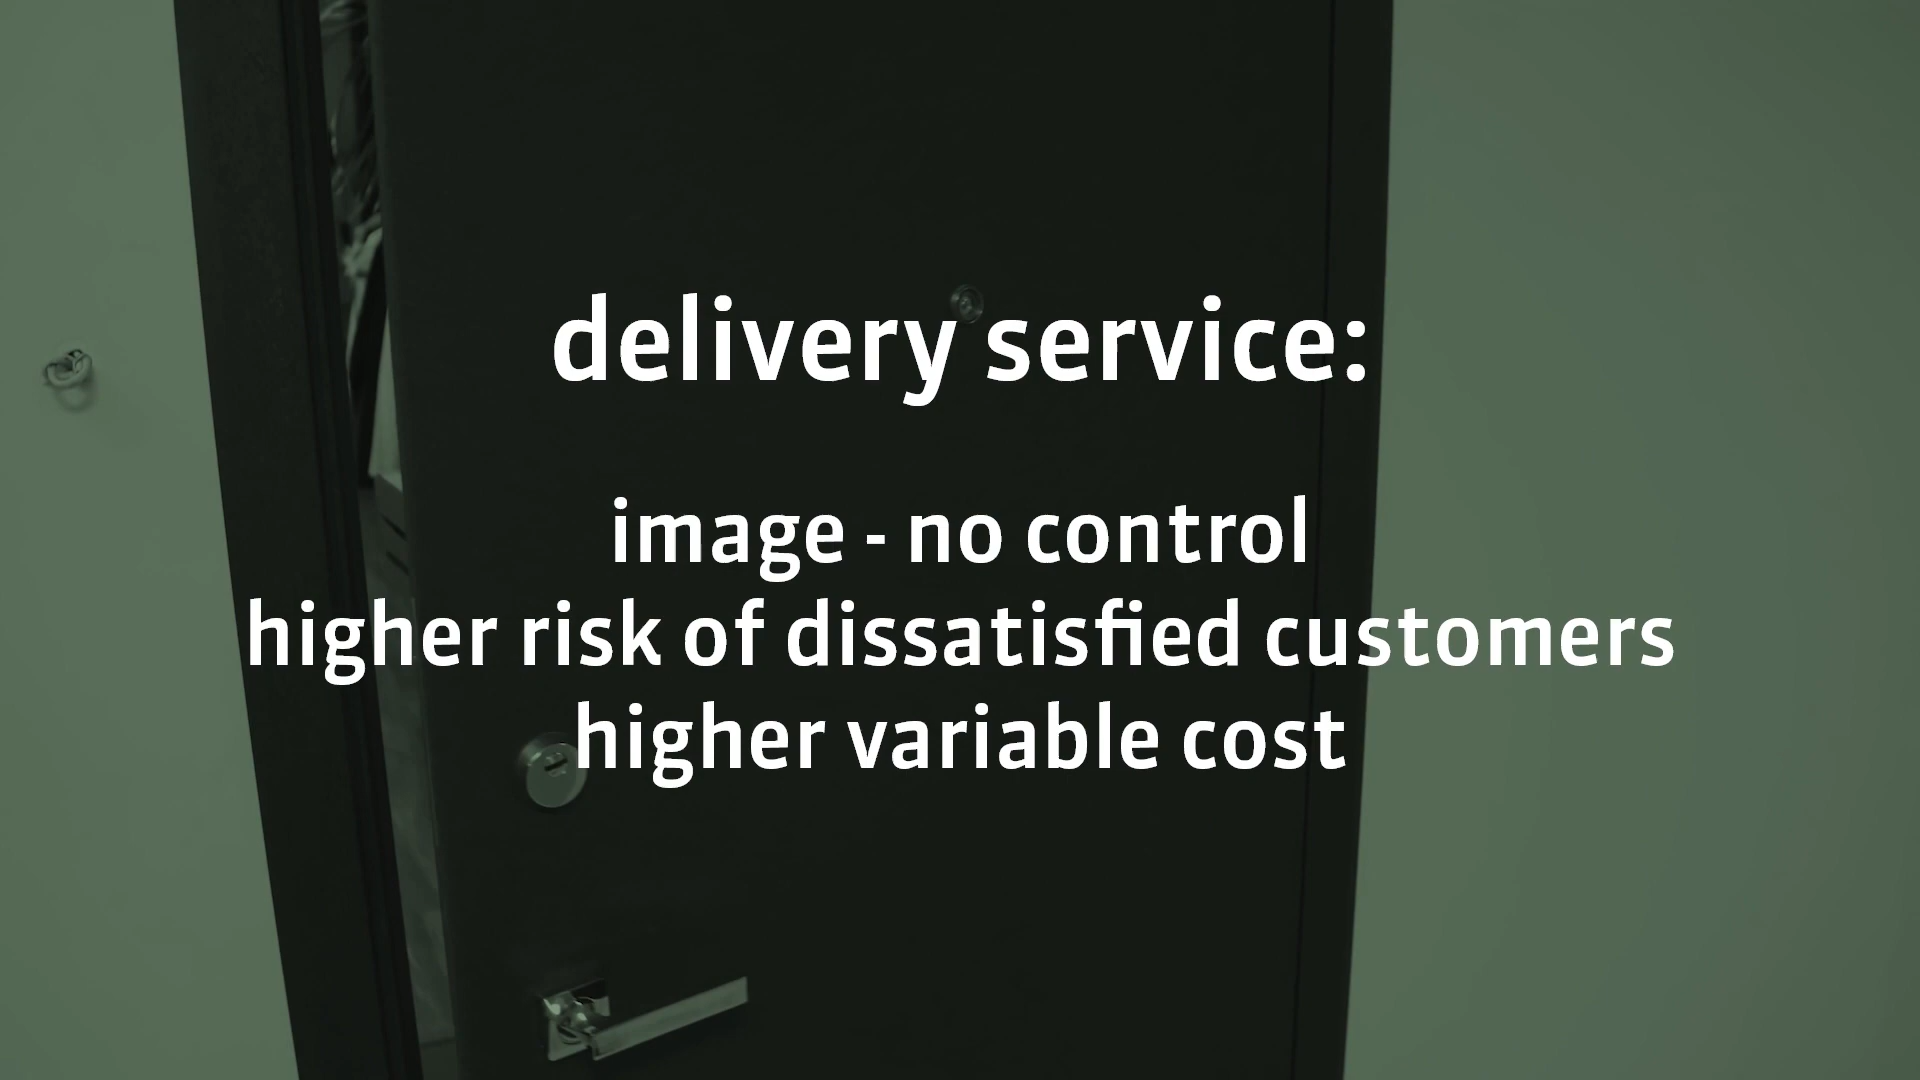 delivery service:
image - no control
higher risk of dissatisfied customers
higher variable cost